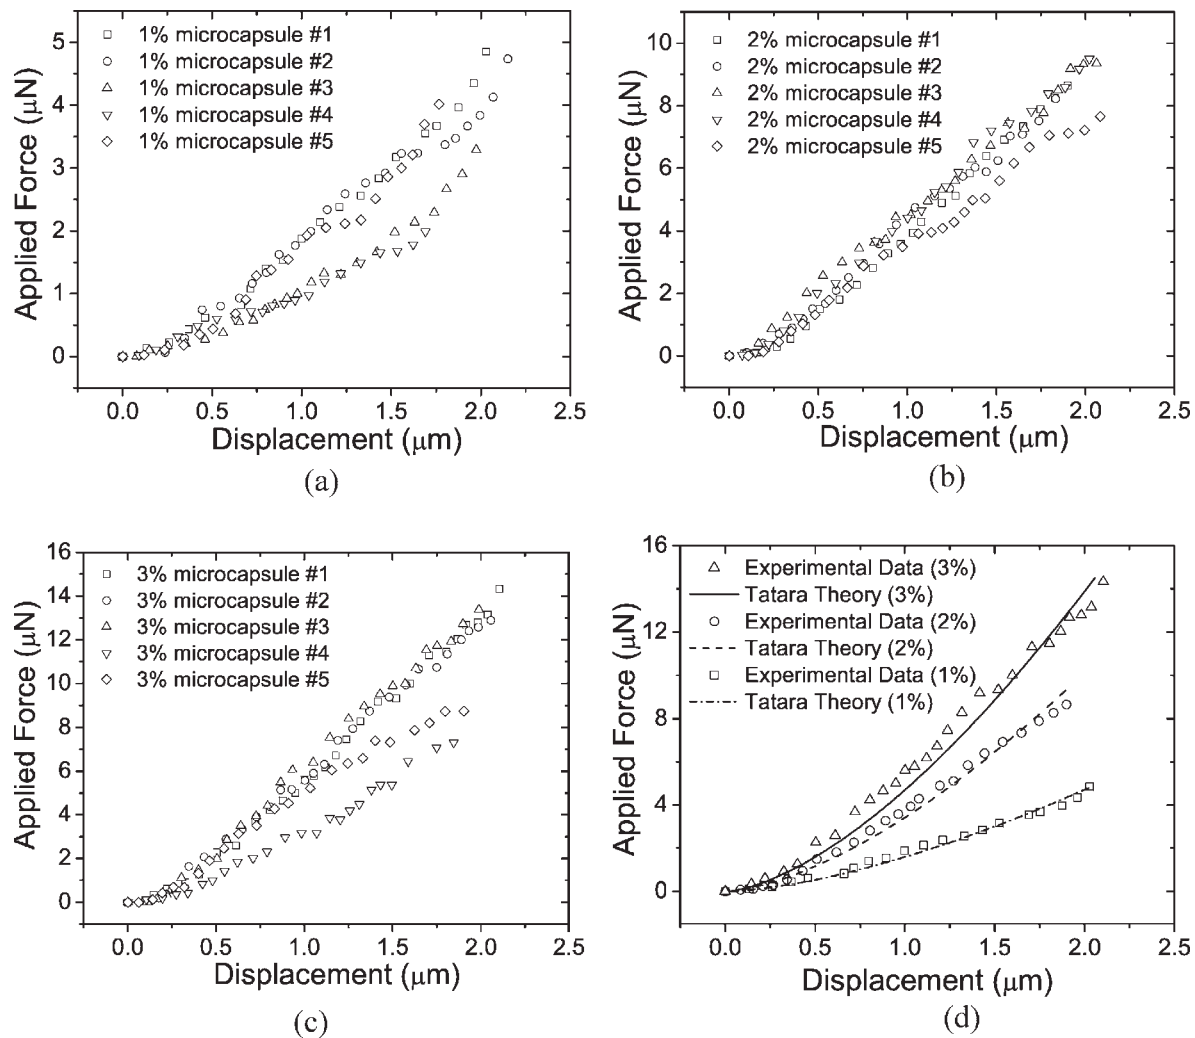 5
4
3
2
1
0
Applied Force (μN)
1% microcapsule #1
1% microcapsule #2
1% microcapsule #3
1% microcapsule #4
1% microcapsule #5
0.0 0.5 1.0 1.5 2.0 2.5
Displacement (μm)
(a)
10
8
6
4
2
0
Applied Force (μN)
2% microcapsule #1
2% microcapsule #2
2% microcapsule #3
2% microcapsule #4
2% microcapsule #5
0.0 0.5 1.0 1.5 2.0 2.5
Displacement (μm)
(b)
16
14
12
10
8
6
4
2
0
Applied Force (μN)
3% microcapsule #1
3% microcapsule #2
3% microcapsule #3
3% microcapsule #4
3% microcapsule #5
0.0 0.5 1.0 1.5 2.0 2.5
Displacement (μm)
(c)
16
12
8
4
0
Applied Force (μN)
Experimental Data (3%)
Tatara Theory (3%)
Experimental Data (2%)
Tatara Theory (2%)
Experimental Data (1%)
Tatara Theory (1%)
0.0 0.5 1.0 1.5 2.0 2.5
Displacement (μm)
(d)